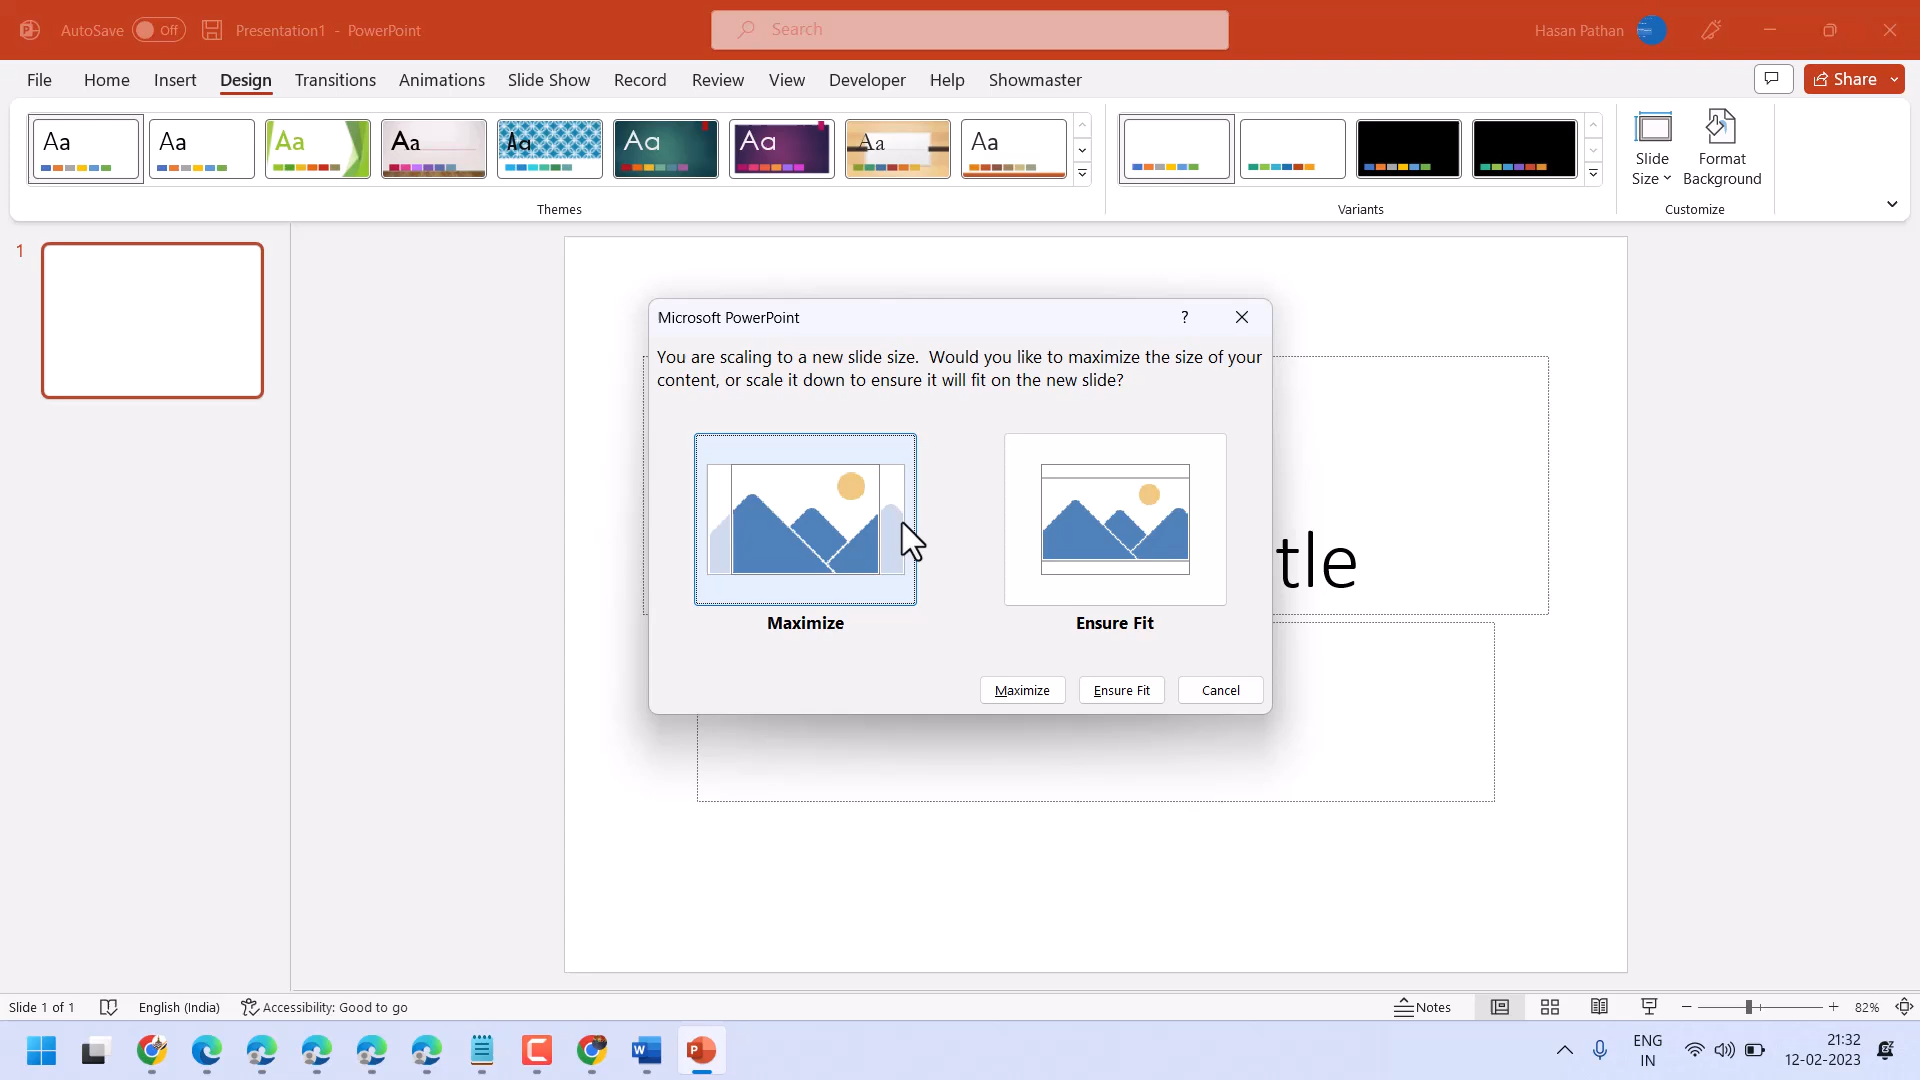 AutoSave Off Presentation1 - PowerPoint Search Hasan Pathan
File Home Insert Design Transitions Animations Slide Show Record Review View Developer Help Showmaster Share
Aa Aa Aa Aa Aa Aa Aa Aa Aa
Slide Size
Format Background
Themes Variants Customize
1
Microsoft PowerPoint ?
You are scaling to a new slide size. Would you like to maximize the size of your
content, or scale it down to ensure it will fit on the new slide?
tle
Maximize Ensure Fit
Maximize Ensure Fit Cancel
Slide 1 of 1 English (India) Accessibility: Good to go Notes 82%
ENG
IN
21:32
12-02-2023